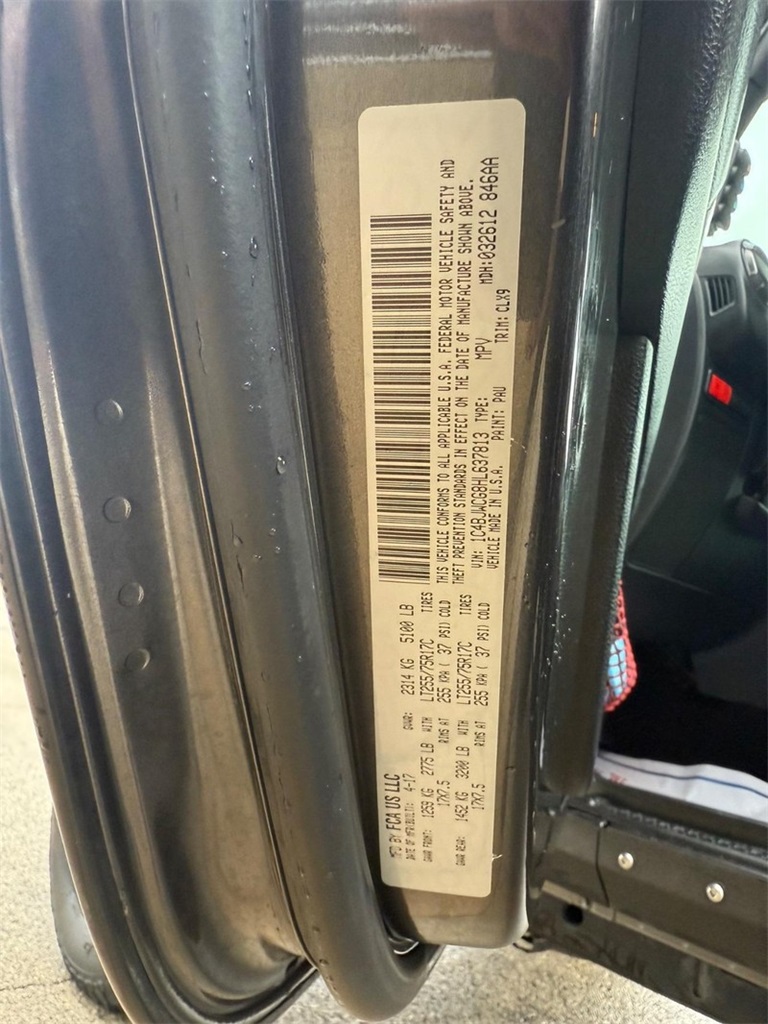 MFD BY FCA US LLC
DATE OF MFR(BUILT): 4-17 GVWR: 2314 KG 5100 LB
GAWR FRONT: 1259 KG 2775 LB WITH LT255/75R17C TIRES
17X7.5 RIMS AT 255 KPA ( 37 PSI) COLD
GAWR REAR: 1452 KG 3200 LB WITH LT255/75R17C TIRES
17X7.5 RIMS AT 255 KPA ( 37 PSI) COLD
THIS VEHICLE CONFORMS TO ALL APPLICABLE U.S.A. FEDERAL MOTOR VEHICLE SAFETY AND
THEFT PREVENTION STANDARDS IN EFFECT ON THE DATE OF MANUFACTURE SHOWN ABOVE.
VIN: 1C4BJWCG8HL637813 TYPE: MPV MDH:032612 846AA
VEHICLE MADE IN U.S.A. PAINT: PAU TRIM: CLX9